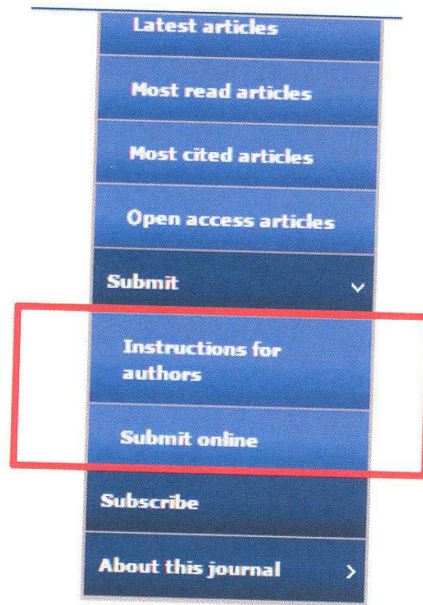 Latest articles
Most read articles
Most cited articles
Open access articles
Submit
Instructions for
authors
Submit online
Subscribe
About this journal